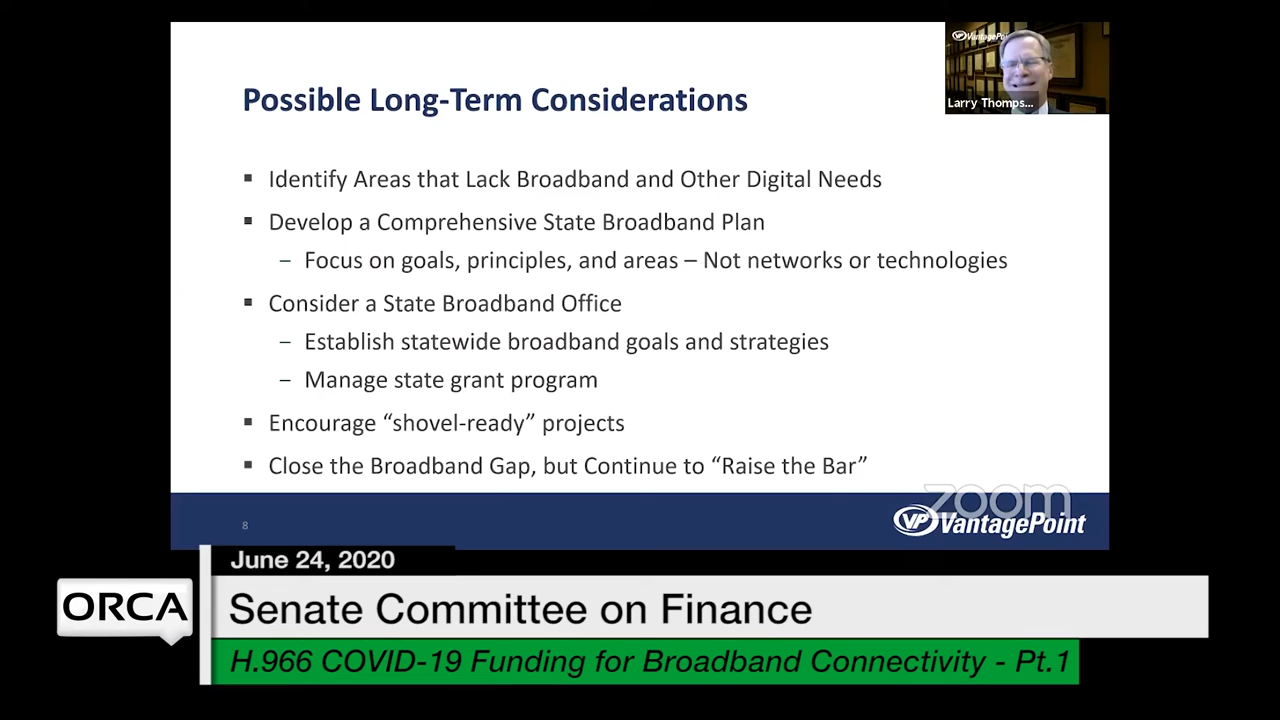 VP VantagePoi
Larry Thomps...
Possible Long-Term Considerations
Identify Areas that Lack Broadband and Other Digital Needs
Develop a Comprehensive State Broadband Plan
– Focus on goals, principles, and areas – Not networks or technologies
Consider a State Broadband Office
– Establish statewide broadband goals and strategies
– Manage state grant program
Encourage “shovel-ready” projects
Close the Broadband Gap, but Continue to “Raise the Bar”
zoom
8
VP VantagePoint
June 24, 2020
ORCA
Senate Committee on Finance
H.966 COVID-19 Funding for Broadband Connectivity - Pt.1